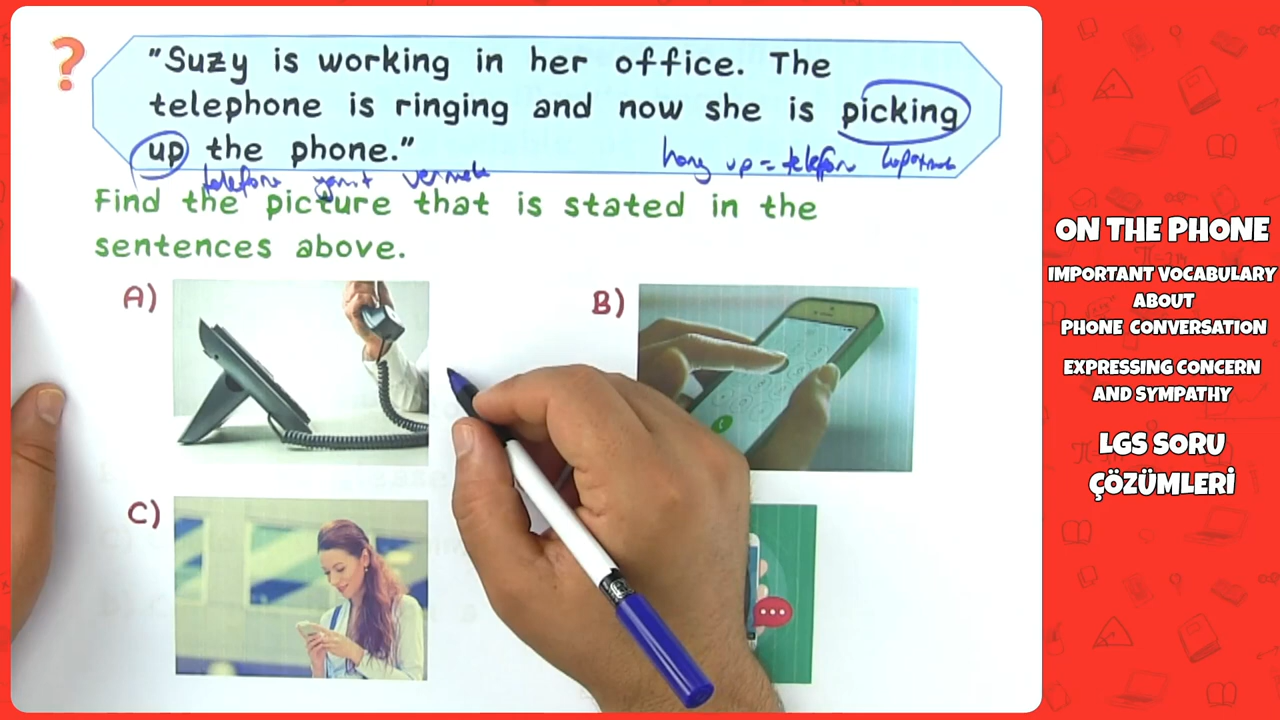 "Suzy is working in her office. The
telephone is ringing and now she is picking
up the phone."
hang up = telefon kapatmak
telefona yanıt vermek
Find the picture that is stated in the
sentences above.
A)
B)
C)
ON THE PHONE
IMPORTANT VOCABULARY
ABOUT
PHONE CONVERSATION
EXPRESSING CONCERN
AND SYMPATHY
LGS SORU
ÇÖZÜMLERİ